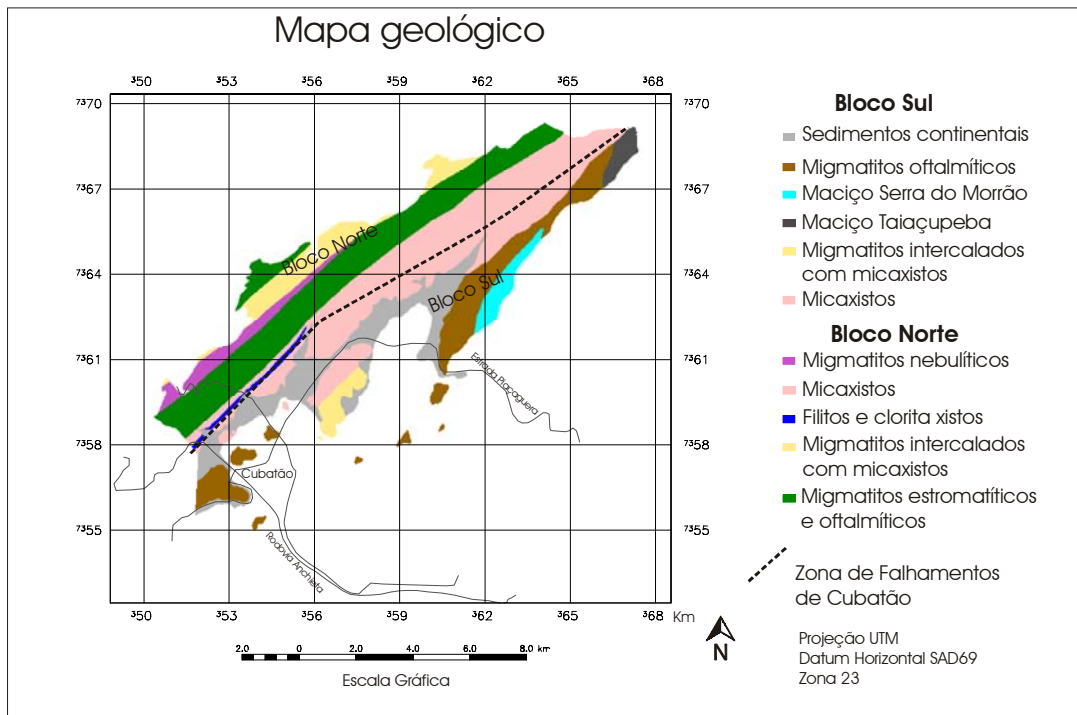 Mapa geológico
³50 ³53 ³56 ³59 ³62 ³65 ³68
⁷³70 ⁷³70
⁷³67 ⁷³67
⁷³64 ⁷³64
⁷³61 ⁷³61
⁷³58 ⁷³58
⁷³55 ⁷³55
Bloco Norte
Bloco Sul
Estrada Piaçaguera
Cubatão
Rodovia Anchieta
³50 ³53 ³56 ³59 ³62 ³65 ³68 Km
2.0 0 2.0 4.0 6.0 8.0 km
Escala Gráfica
N
Bloco Sul
Sedimentos continentais
Migmatitos oftalmíticos
Maciço Serra do Morrão
Maciço Taiaçupeba
Migmatitos intercalados
com micaxistos
Micaxistos
Bloco Norte
Migmatitos nebulíticos
Micaxistos
Filitos e clorita xistos
Migmatitos intercalados
com micaxistos
Migmatitos estromatíticos
e oftalmíticos
Zona de Falhamentos
de Cubatão
Projeção UTM
Datum Horizontal SAD69
Zona 23